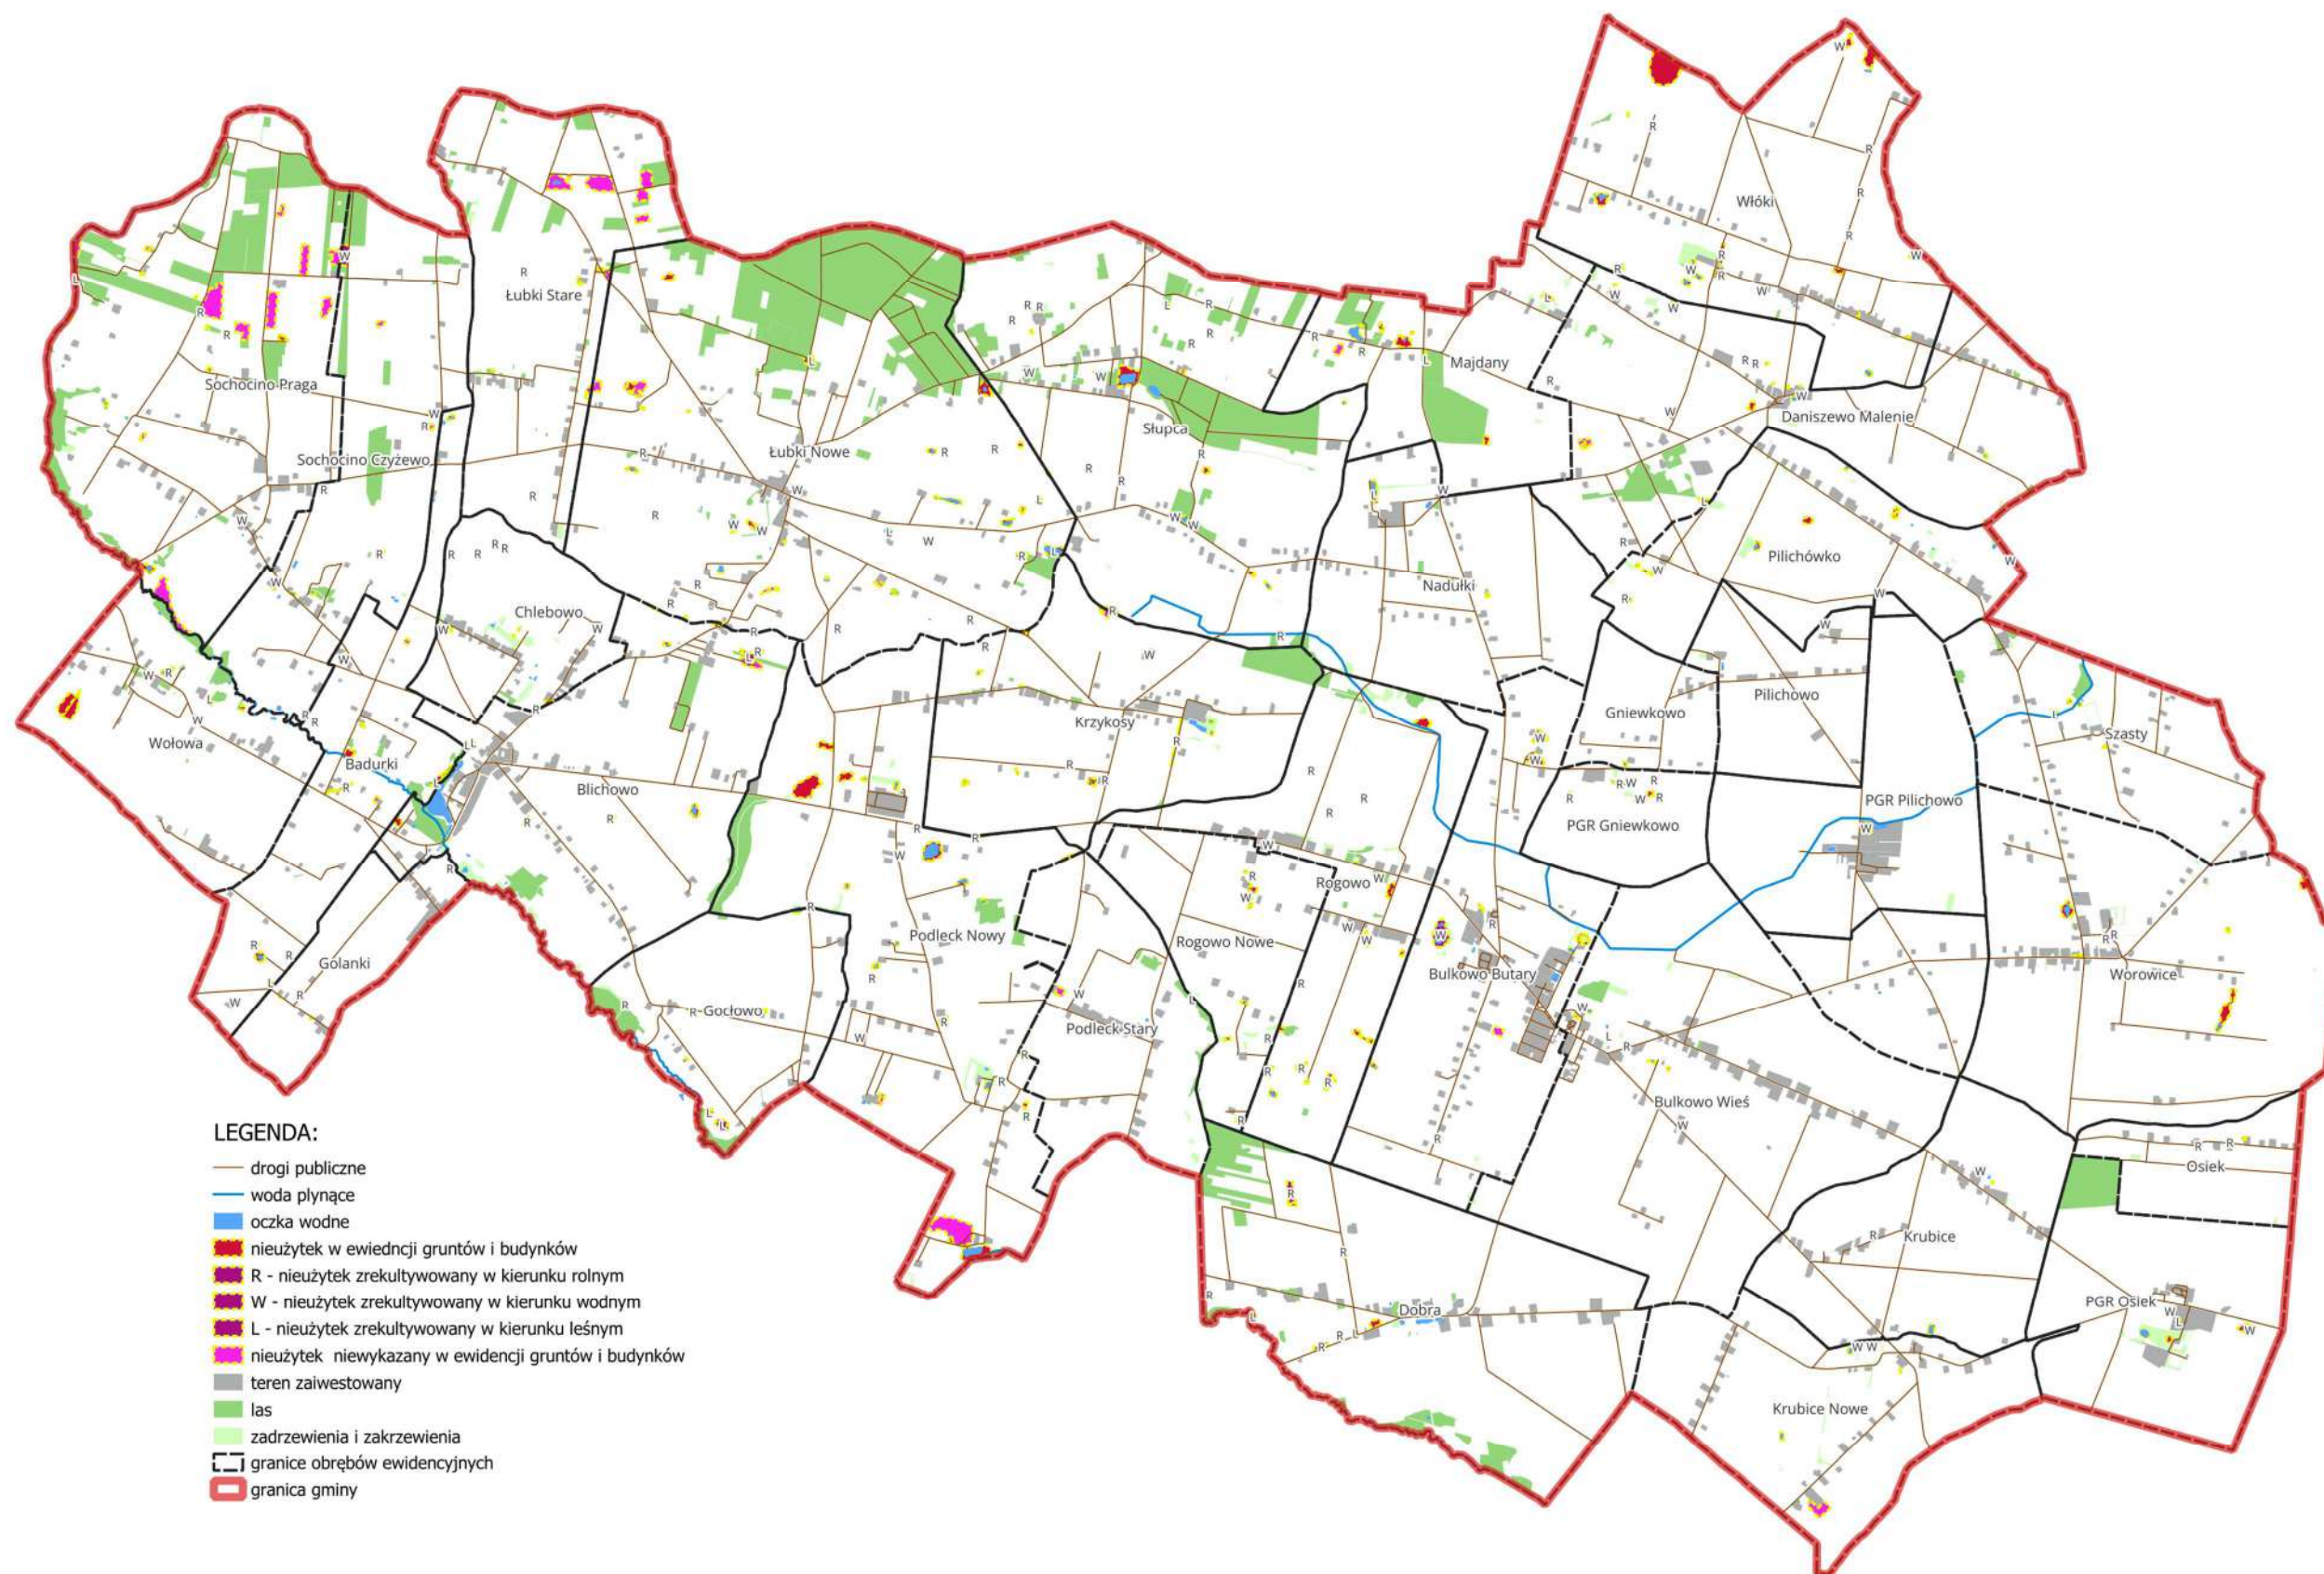 Włóki
Łubki Stare
Majdany
Sochocino Praga
Daniszewo Malenie
Słupca
Łubki Nowe
Sochocino Czyżewo
Pilichówko
Nadułki
Chlebowo
Pilichowo
Gniewkowo
Krzykosy
Szasty
Wołowa
Badurki
Blichowo
PGR Pilichowo
PGR Gniewkowo
Rogowo
Podleck Nowy
Rogowo Nowe
Golanki
Bulkowo Butary
Worowice
Gocłowo
Podleck Stary
Bulkowo Wieś
Osiek
Krubice
PGR Osiek
Dobra
Krubice Nowe
LEGENDA:
drogi publiczne
woda plynące
oczka wodne
nieużytek w ewiedncji gruntów i budynków
R - nieużytek zrekultywowany w kierunku rolnym
W - nieużytek zrekultywowany w kierunku wodnym
L - nieużytek zrekultywowany w kierunku leśnym
nieużytek niewykazany w ewidencji gruntów i budynków
teren zaiwestowany
las
zadrzewienia i zakrzewienia
granice obrębów ewidencyjnych
granica gminy